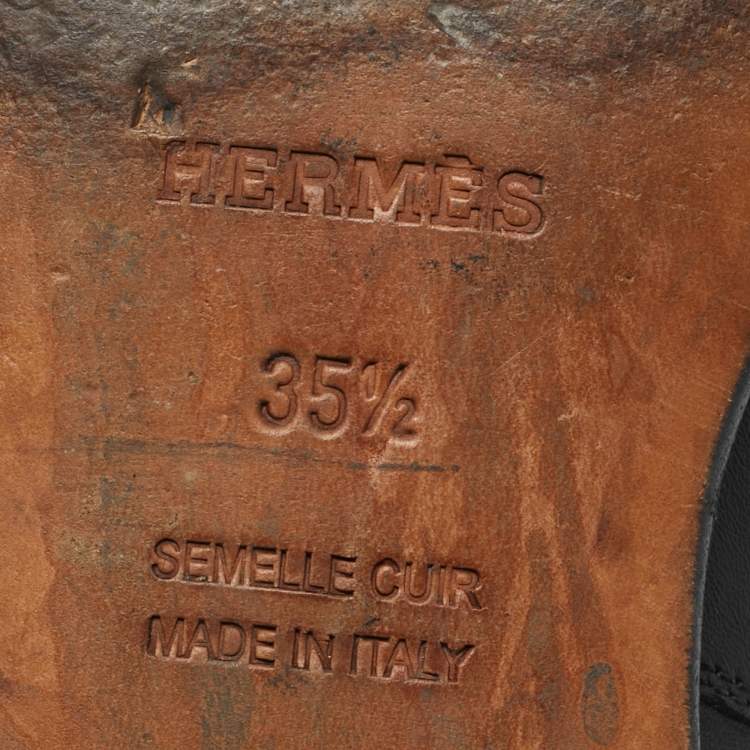 HERMÈS
35½
SEMELLE CUIR
MADE IN ITALY